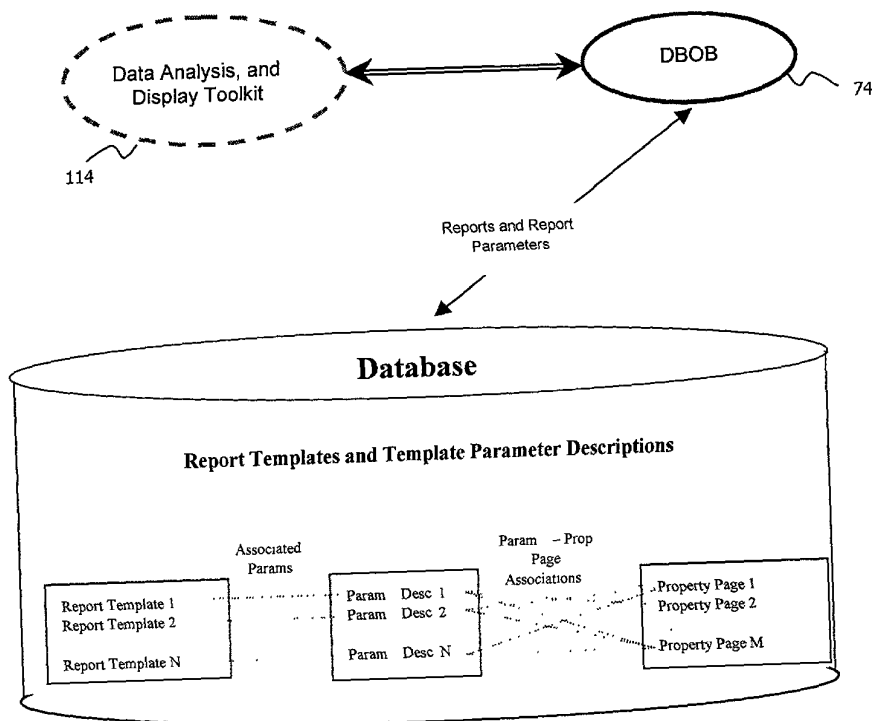 Data Analysis, and
Display Toolkit
DBOB
74
114
Reports and Report
Parameters
Database
Report Templates and Template Parameter Descriptions
Associated
Params
Param – Prop
Page
Associations
Report Template 1
Report Template 2
Report Template N
Param Desc 1
Param Desc 2
Param Desc N
Property Page 1
Property Page 2
Property Page M